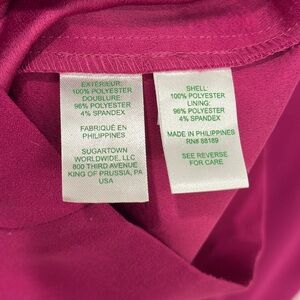 EXTÉRIEUR:
100% POLYESTER
DOUBLURE:
96% POLYESTER
4% SPANDEX
FABRIQUÉ EN
PHILIPPINES
SUGARTOWN
WORLDWIDE, LLC
800 THIRD AVENUE
KING OF PRUSSIA, PA
USA
SHELL:
100% POLYESTER
LINING:
96% POLYESTER
4% SPANDEX
MADE IN PHILIPPINES
RN# 88189
SEE REVERSE
FOR CARE